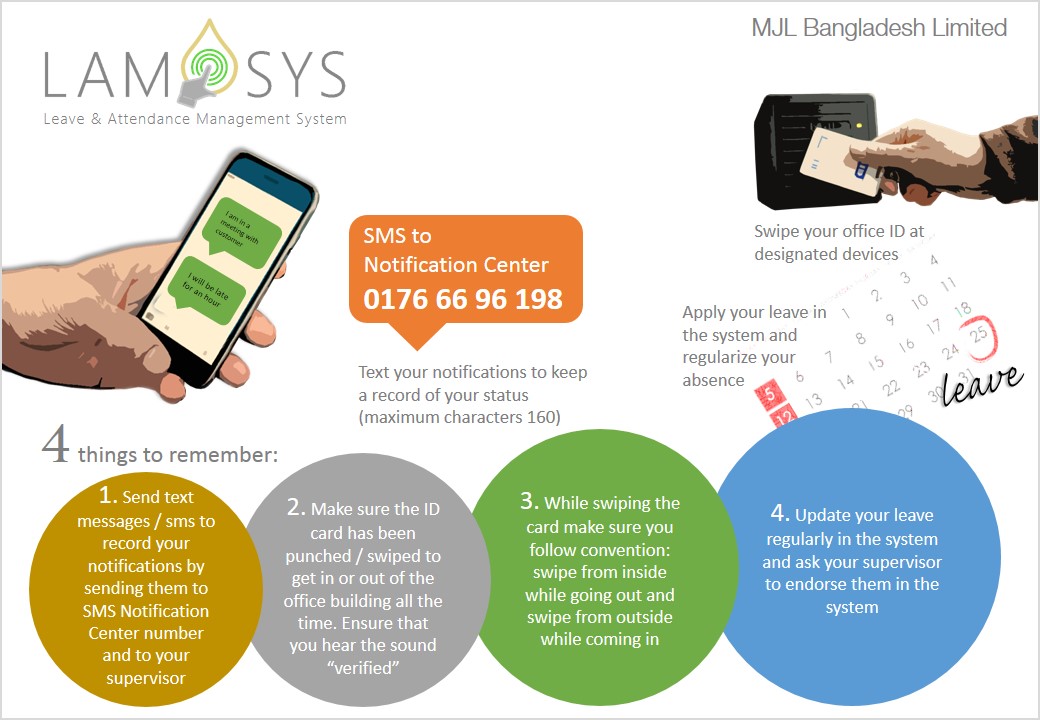 LAMOSYS
Leave & Attendance Management System
MJL Bangladesh Limited
I am in a
meeting with
customer
I will be late
for an hour
SMS to
Notification Center
0176 66 96 198
Text your notifications to keep
a record of your status
(maximum characters 160)
Swipe your office ID at
designated devices
Apply your leave in
the system and
regularize your
absence
1 2 3 4
5 6 7 8 9 10 11
12 13 14 15 16 17 18
21 22 23 24 25
29 30 31
leave
4 things to remember:
1. Send text
messages / sms to
record your
notifications by
sending them to
SMS Notification
Center number
and to your
supervisor
2. Make sure the ID
card has been
punched / swiped to
get in or out of the
office building all the
time. Ensure that
you hear the sound
“verified”
3. While swiping the
card make sure you
follow convention:
swipe from inside
while going out and
swipe from outside
while coming in
4. Update your leave
regularly in the system
and ask your supervisor
to endorse them in the
system